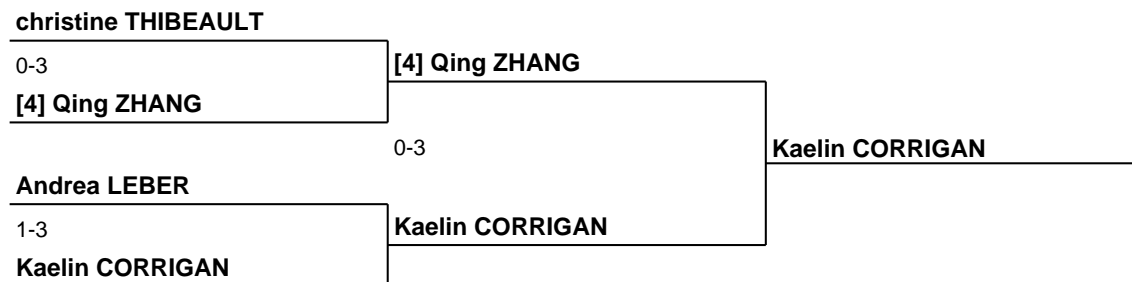 christine THIBEAULT
0-3
[4] Qing ZHANG
[4] Qing ZHANG
0-3
Kaelin CORRIGAN
Andrea LEBER
1-3
Kaelin CORRIGAN
Kaelin CORRIGAN